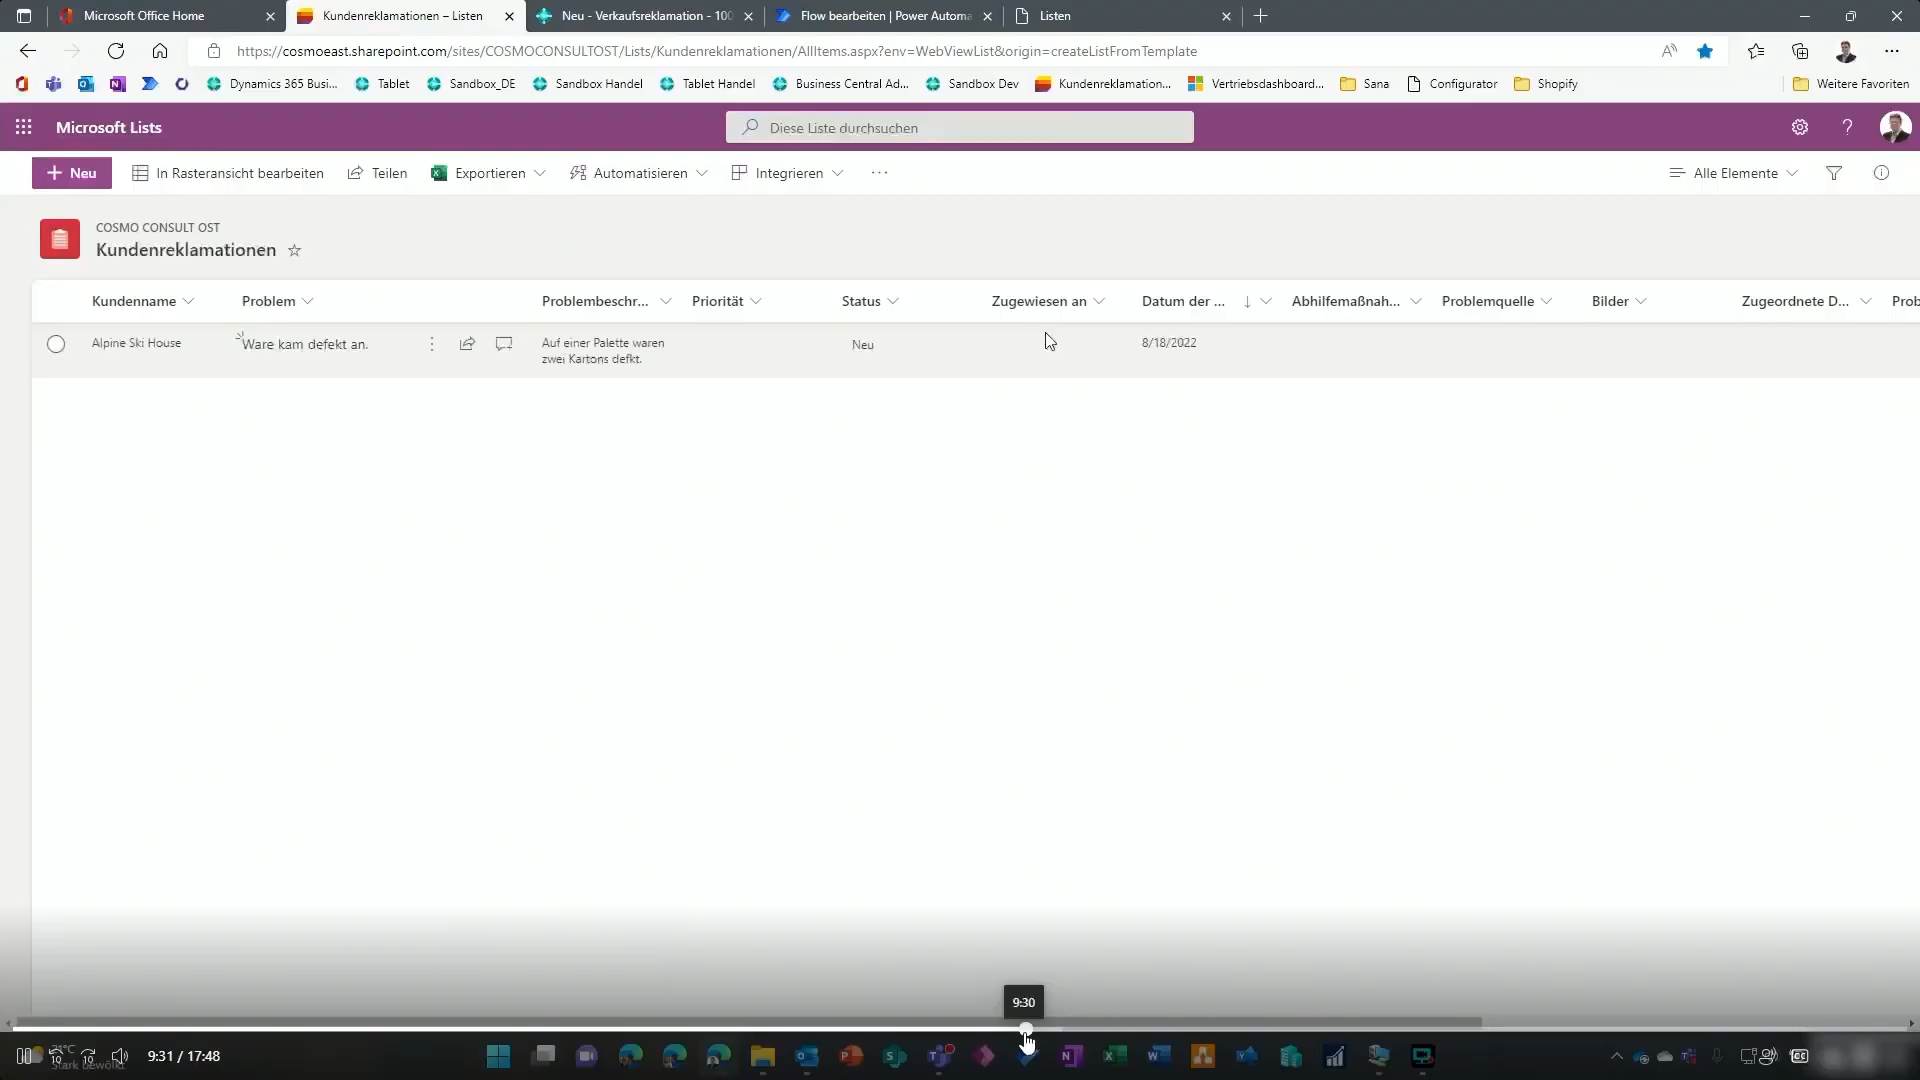 Microsoft Office Home
Kundenreklamationen – Listen
Neu - Verkaufsreklamation - 100
Flow bearbeiten | Power Automa
Listen
https://cosmoeast.sharepoint.com/sites/COSMOCONSULTOST/Lists/Kundenreklamationen/AllItems.aspx?env=WebViewList&origin=createListFromTemplate
Dynamics 365 Busi...
Tablet
Sandbox_DE
Sandbox Handel
Tablet Handel
Business Central Ad...
Sandbox Dev
Kundenreklamation...
Vertriebsdashboard...
Sana
Configurator
Shopify
Weitere Favoriten
Microsoft Lists
Diese Liste durchsuchen
Neu
In Rasteransicht bearbeiten
Teilen
Exportieren
Automatisieren
Integrieren
Alle Elemente
COSMO CONSULT OST
Kundenreklamationen
Kundenname
Problem
Problembeschr...
Priorität
Status
Zugewiesen an
Datum der ...
Abhilfemaßnah...
Problemquelle
Bilder
Zugeordnete D...
Prob
Alpine Ski House
Ware kam defekt an.
Auf einer Palette waren
zwei Kartons defkt.
Neu
8/18/2022
9:30
10
10
9:31 / 17:48
Stark bewölkt
CC